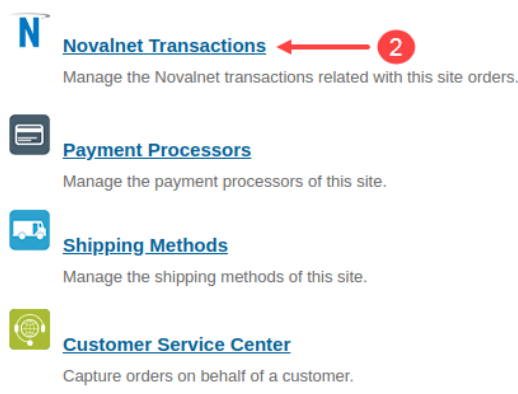 N
Novalnet Transactions
2
Manage the Novalnet transactions related with this site orders.
Payment Processors
Manage the payment processors of this site.
Shipping Methods
Manage the shipping methods of this site.
Customer Service Center
Capture orders on behalf of a customer.